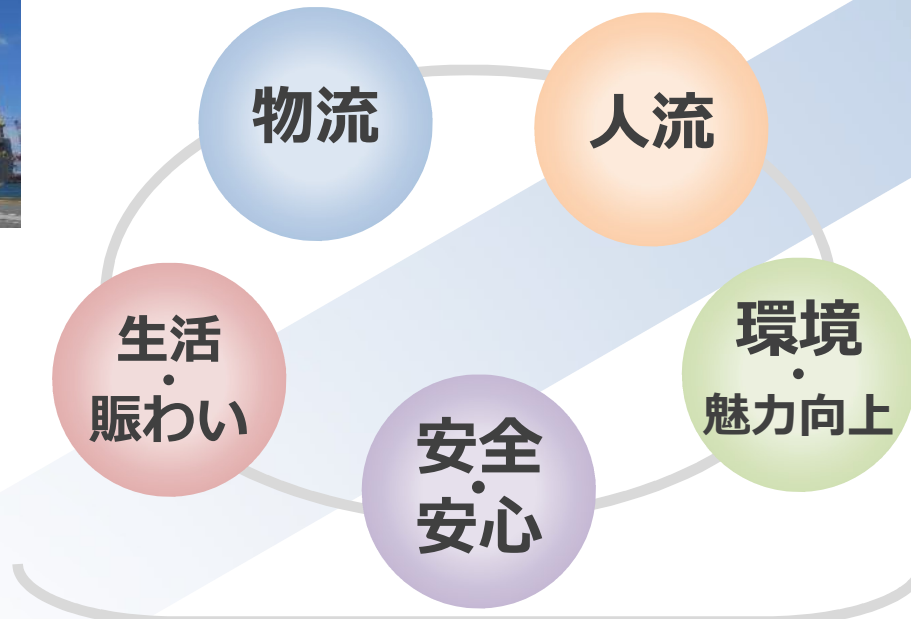 物流
人流
生活
・
賑わい
環境
・
魅力向上
安全
・
安心